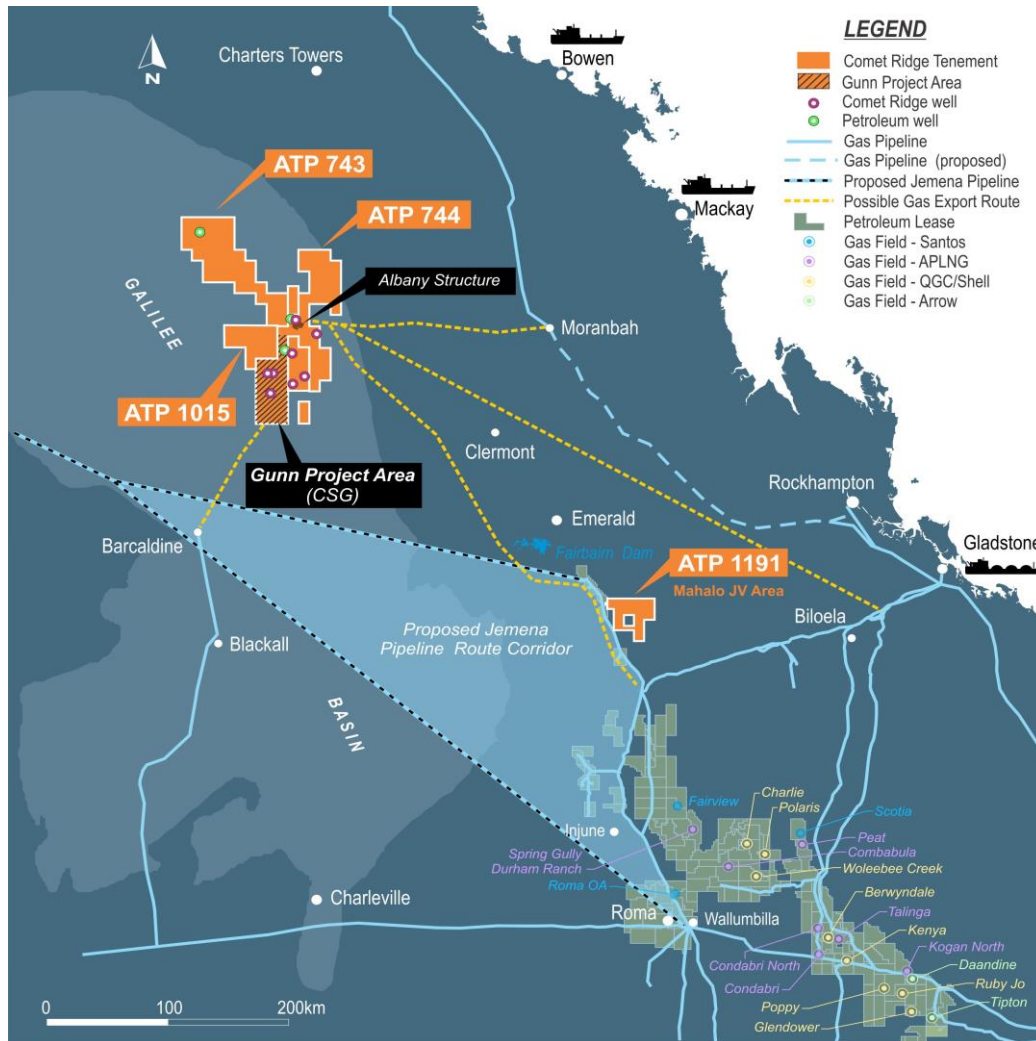 LEGEND
Comet Ridge Tenement
Gunn Project Area
Comet Ridge well
Petroleum well
Gas Pipeline
Gas Pipeline (proposed)
Proposed Jemena Pipeline
Possible Gas Export Route
Petroleum Lease
Gas Field - Santos
Gas Field - APLNG
Gas Field - QGC/Shell
Gas Field - Arrow
N
Charters Towers
Bowen
ATP 743
Mackay
ATP 744
Albany Structure
GALILEE
Moranbah
ATP 1015
Clermont
Gunn Project Area
(CSG)
Rockhampton
Emerald
Barcaldine
Fairbairn Dam
Gladstone
ATP 1191
Mahalo JV Area
Biloela
Proposed Jemena
Pipeline Route Corridor
Blackall
BASIN
Charlie
Polaris
Fairview
Scotia
Injune
Peat
Spring Gully
Durham Ranch
Combabula
Woleebee Creek
Roma OA
Berwyndale
Charleville
Roma
Wallumbilla
Talinga
Kenya
Kogan North
Condabri North
Daandine
Condabri
Ruby Jo
Poppy
Tipton
Glendower
0 100 200km